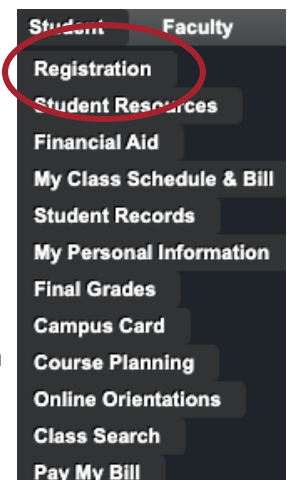 Student Faculty
Registration
Student Resources
Financial Aid
My Class Schedule & Bill
Student Records
My Personal Information
Final Grades
Campus Card
Course Planning
Online Orientations
Class Search
Pay My Bill